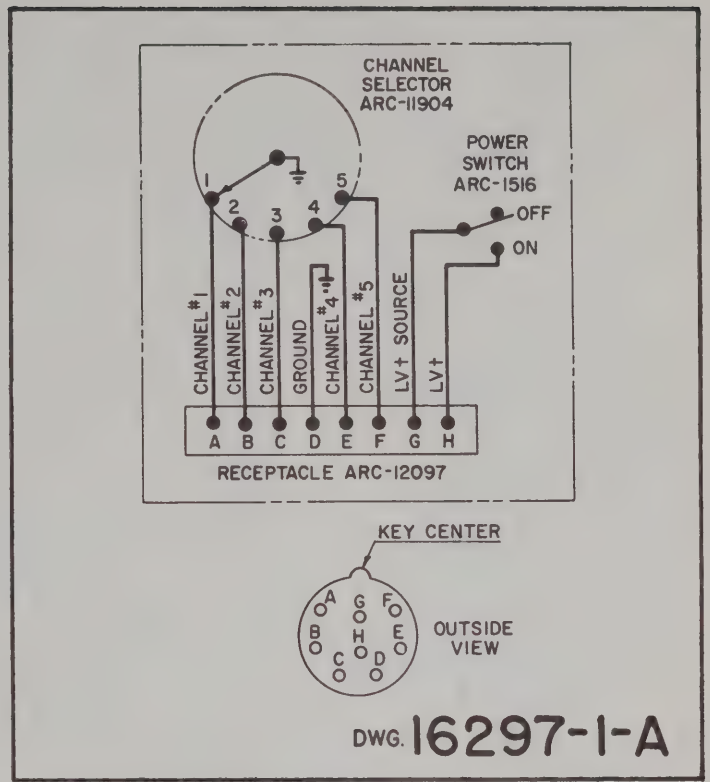 CHANNEL
SELECTOR
ARC-11904
POWER
SWITCH
ARC-1516
1
2
3
4
5
OFF
ON
CHANNEL #1
CHANNEL #2
CHANNEL #3
GROUND
CHANNEL #4
CHANNEL #5
LV+ SOURCE
LV+
A B C D E F G H
RECEPTACLE ARC-12097
KEY CENTER
A G F
B H E
C D
OUTSIDE
VIEW
DWG. 16297-1-A